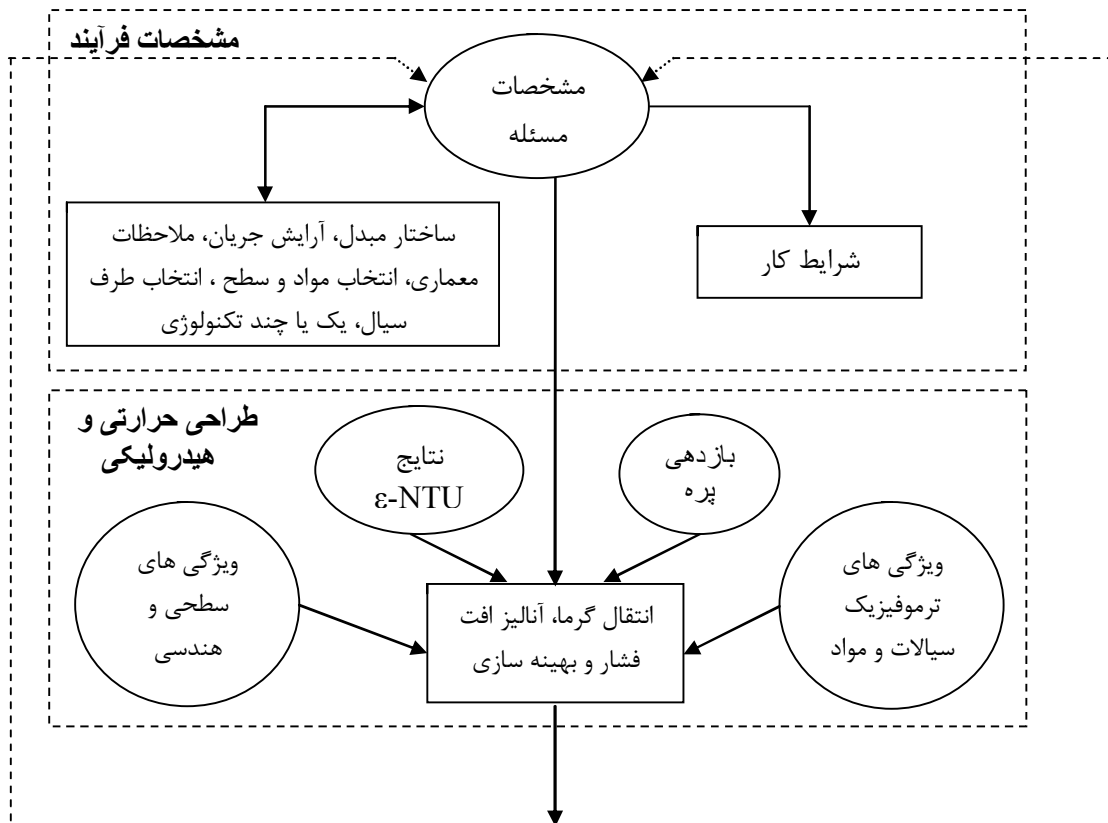 مشخصات فرآیند
مشخصات
مسئله
ساختار مبدل، آرایش جریان، ملاحظات
معماری، انتخاب مواد و سطح ، انتخاب طرف
سیال، یک یا چند تکنولوژی
شرایط کار
طراحی حرارتی و
هیدرولیکی
نتایج
ε-NTU
بازدهی
پره
ویژگی های
سطحی و
هندسی
ویژگی های
ترموفیزیک
سیالات و مواد
انتقال گرما، آنالیز افت
فشار و بهینه سازی